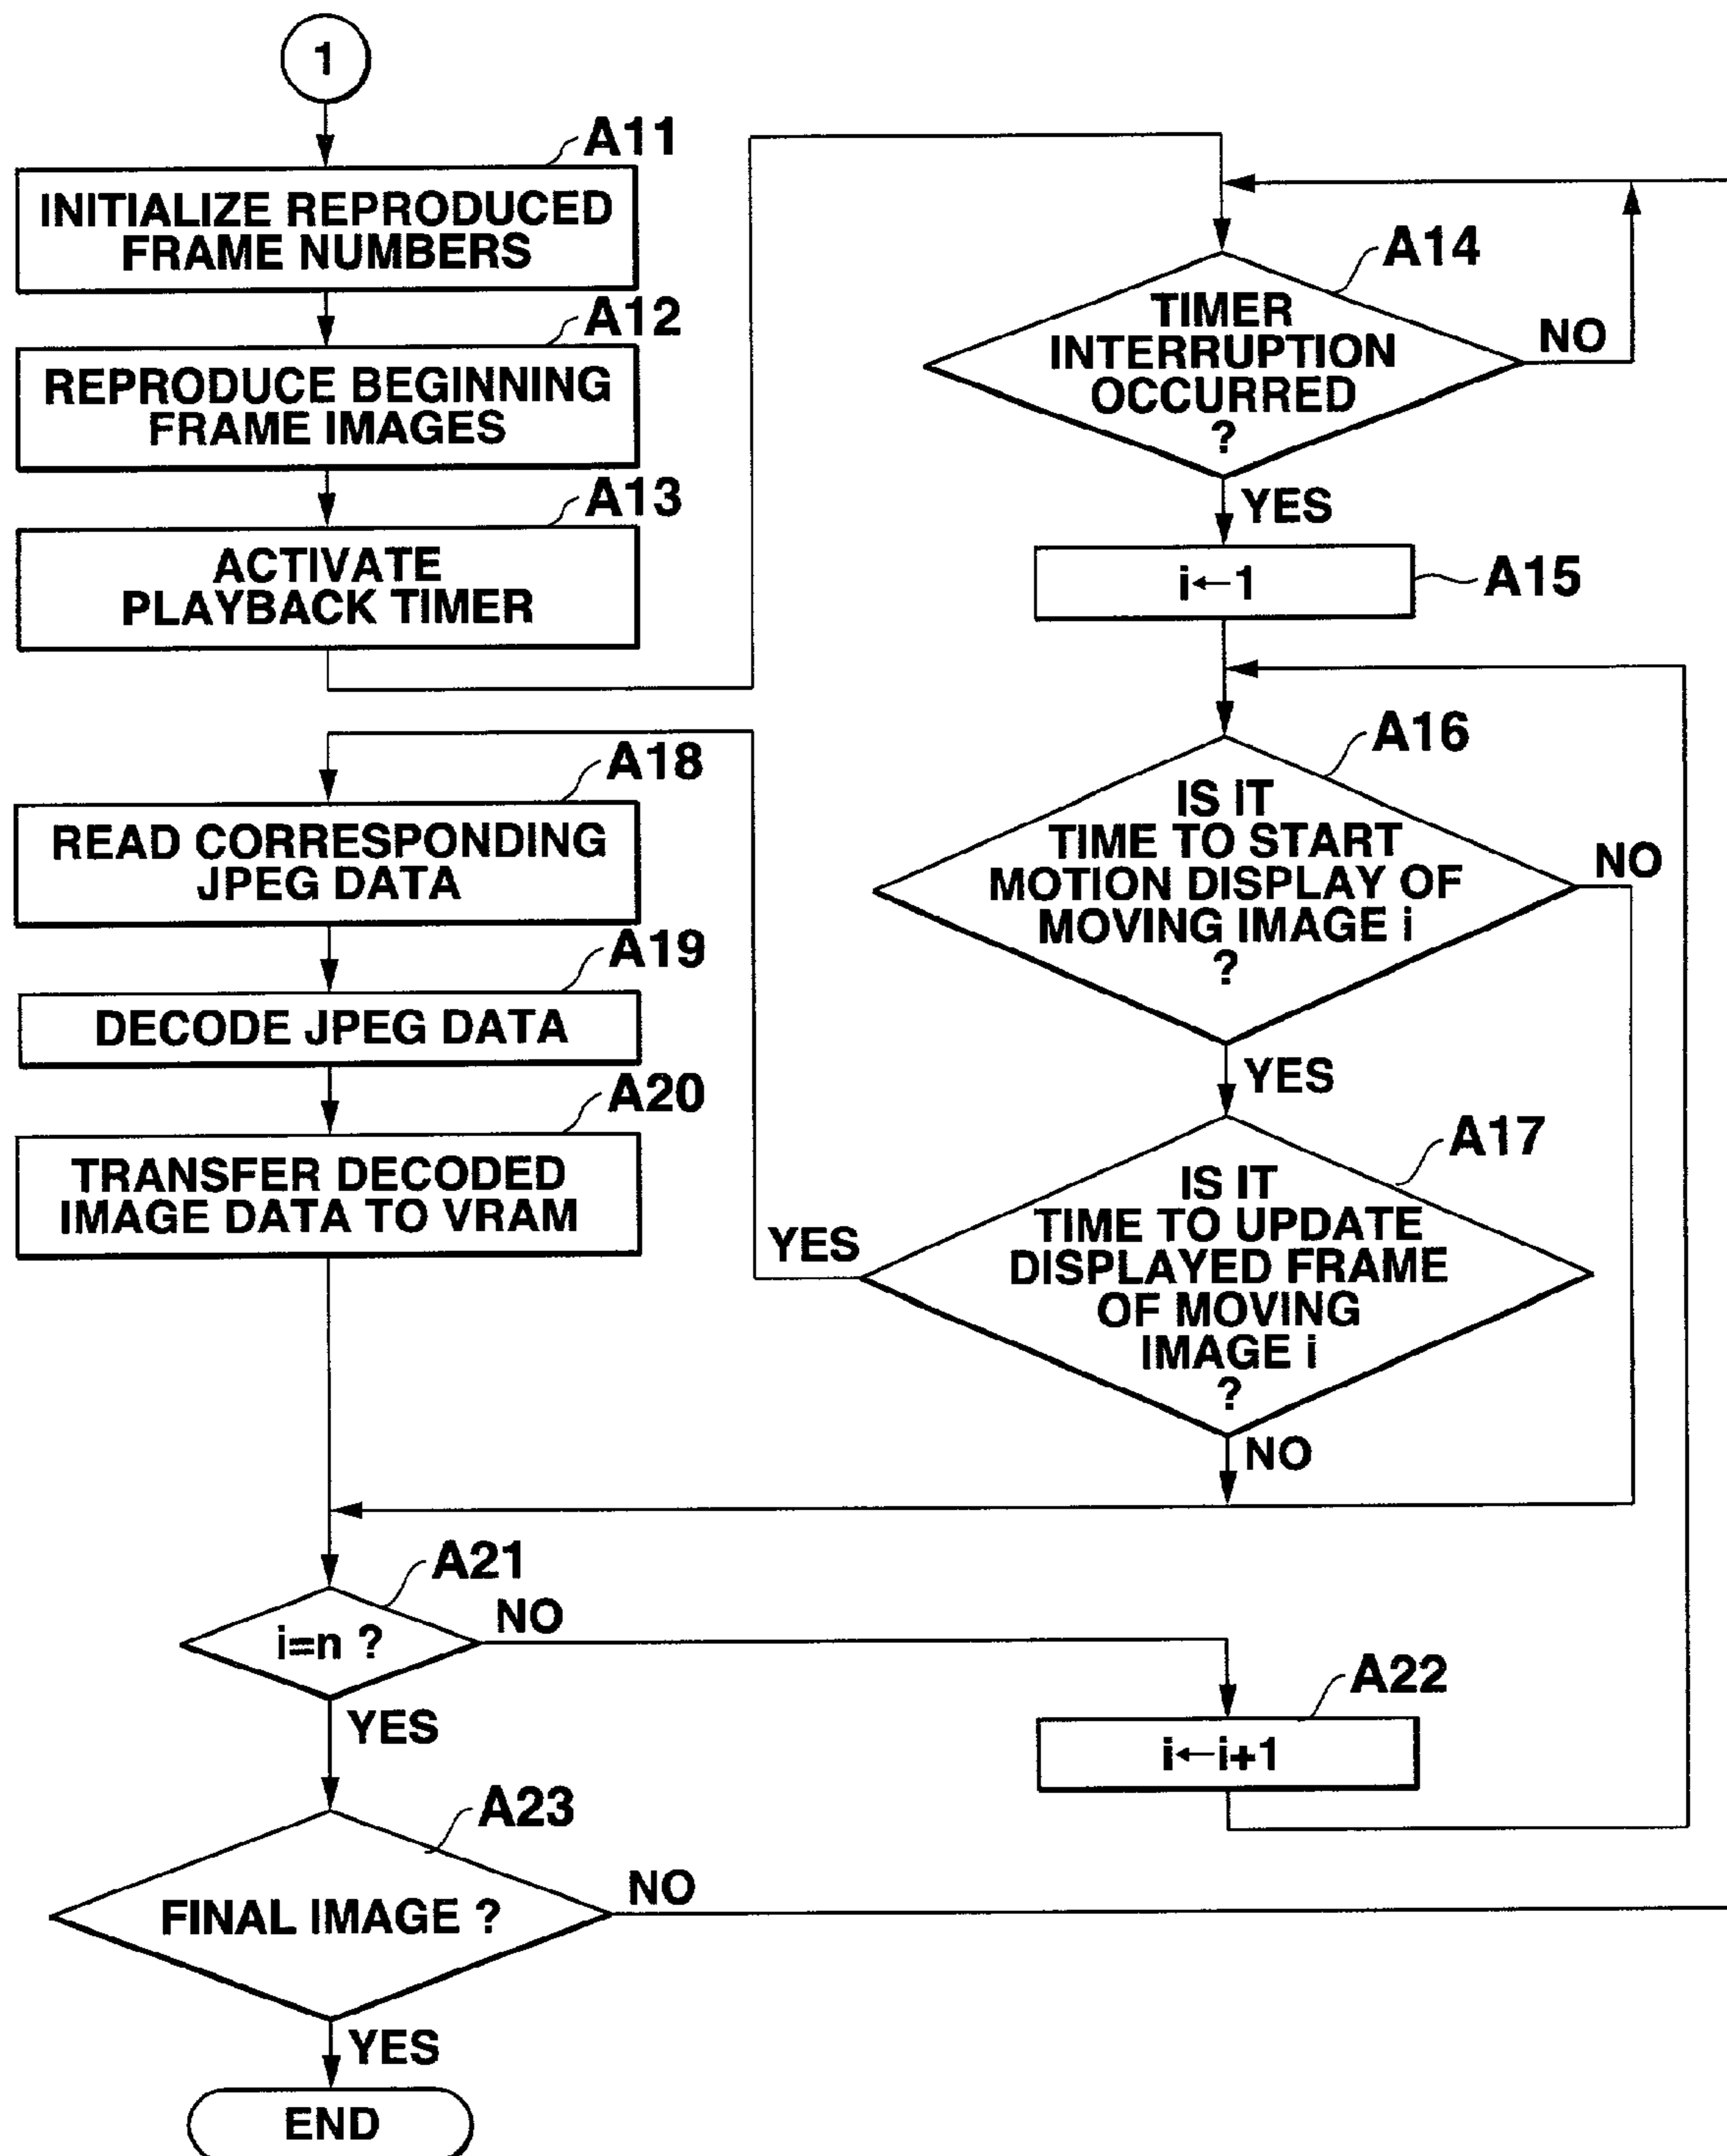 1
A11
INITIALIZE REPRODUCED
FRAME NUMBERS
A12
REPRODUCE BEGINNING
FRAME IMAGES
A13
ACTIVATE
PLAYBACK TIMER
A14
TIMER
INTERRUPTION
OCCURRED
?
NO
YES
A15
i←1
A16
IS IT
TIME TO START
MOTION DISPLAY OF
MOVING IMAGE i
?
NO
YES
A17
IS IT
TIME TO UPDATE
DISPLAYED FRAME
OF MOVING
IMAGE i
?
YES
NO
A18
READ CORRESPONDING
JPEG DATA
A19
DECODE JPEG DATA
A20
TRANSFER DECODED
IMAGE DATA TO VRAM
A21
i=n ?
NO
YES
A22
i←i+1
A23
FINAL IMAGE ?
NO
YES
END